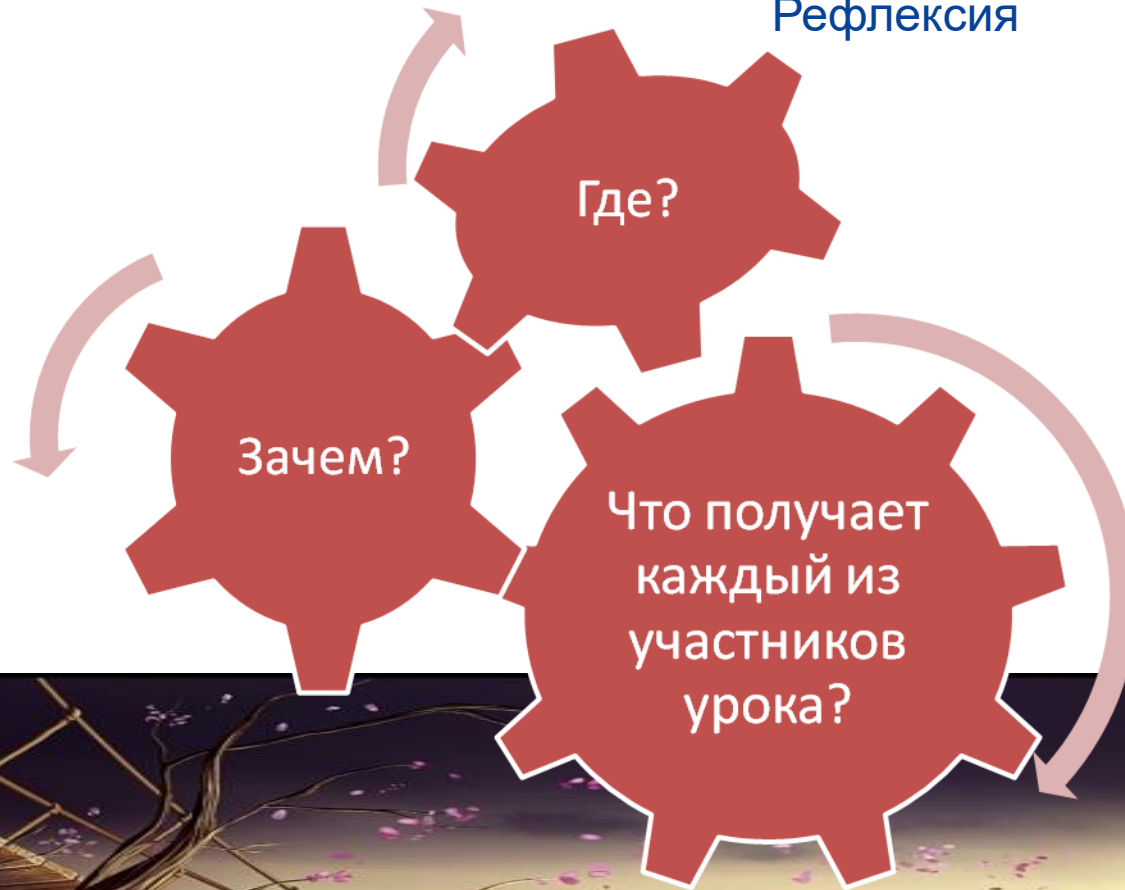 Рефлексия
Где?
Зачем?
Что получает
каждый из
участников
урока?